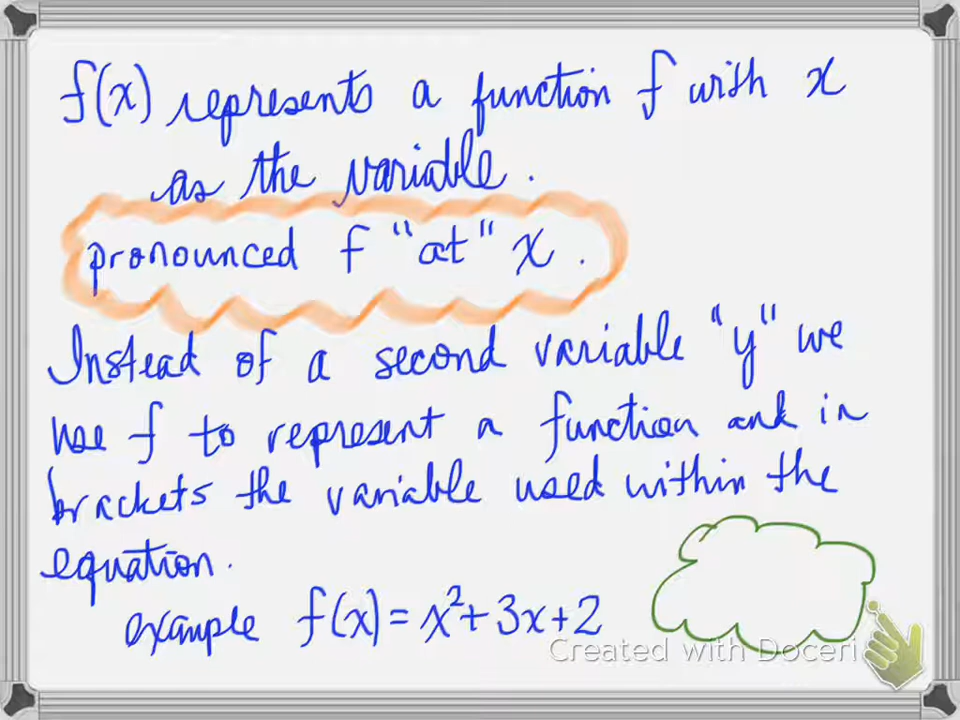 f(x) represents a function f with x
as the variable.
pronounced f "at" x.
Instead of a second variable "y" we
use f to represent a function and in
brackets the variable used within the
equation.
example f(x) = x²+3x+2
Created with Doceri